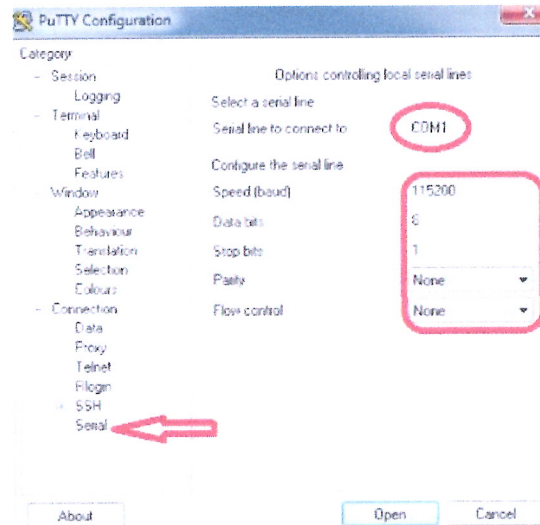 PuTTY Configuration
Category:
Session
Logging
Terminal
Keyboard
Bell
Features
Window
Appearance
Behaviour
Translation
Selection
Colours
Connection
Data
Proxy
Telnet
Rlogin
SSH
Serial
Options controlling local serial lines
Select a serial line
Serial line to connect to COM1
Configure the serial line
Speed (baud) 115200
Data bits 8
Stop bits 1
Parity None
Flow control None
About Open Cancel